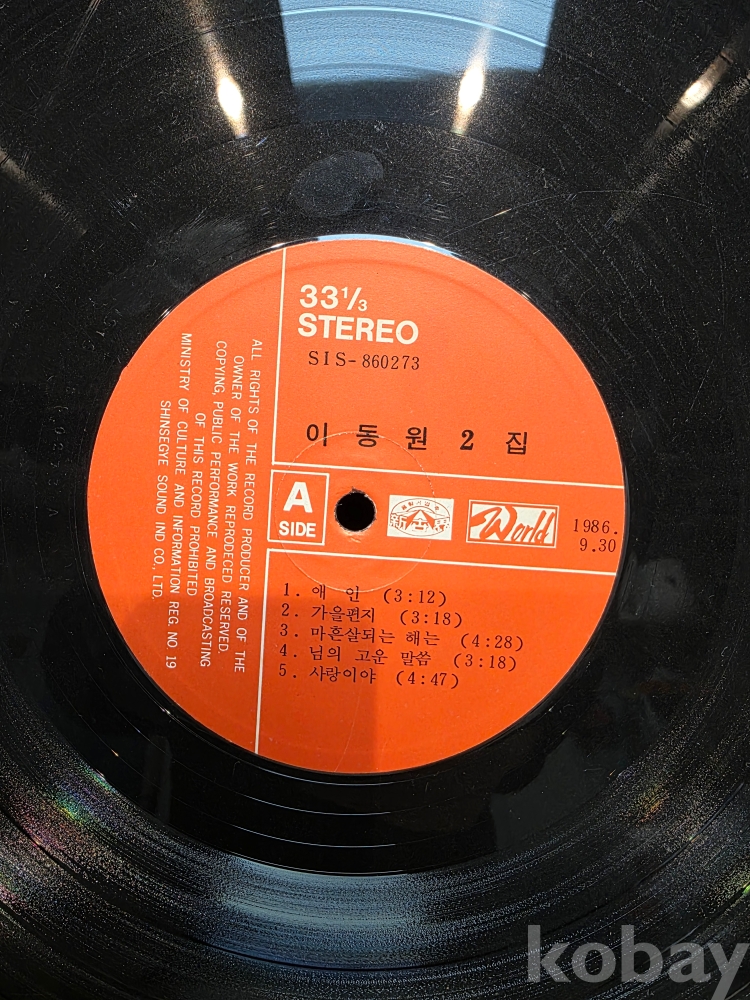 33⅓
STEREO
SIS-860273
이 동 원 2 집
A
SIDE
World
1986.
9.30
1. 애 인 (3:12)
2. 가을편지 (3:18)
3. 마흔살되는 해는 (4:28)
4. 님의 고운 말씀 (3:18)
5. 사랑이야 (4:47)
ALL RIGHTS OF THE RECORD PRODUCER AND OF THE
OWNER OF THE WORK REPRODECED RESERVED.
COPYING, PUBLIC PERFORMANCE AND BROADCASTING
OF THIS RECORD PROHIBITED
MINISTRY OF CULTURE AND INFORMATION REG. NO. 19
SHINSEGYE SOUND IND CO., LTD.
kobay